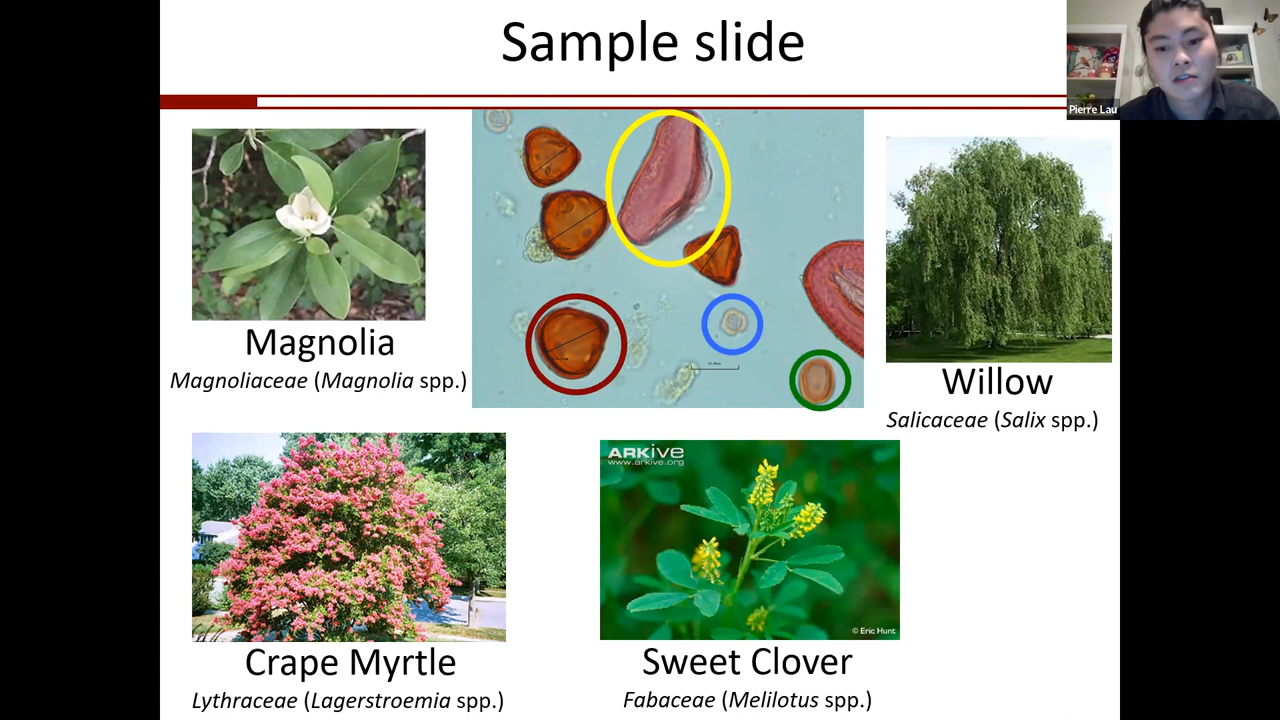 Sample slide
Pierre Lau
Magnolia
Magnoliaceae (Magnolia spp.)
Willow
Salicaceae (Salix spp.)
ARKive
www.arkive.org
© Eric Hunt
Crape Myrtle
Lythraceae (Lagerstroemia spp.)
Sweet Clover
Fabaceae (Melilotus spp.)